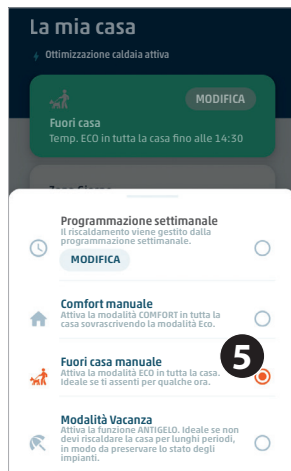 La mia casa
Ottimizzazione caldaia attiva
MODIFICA
Fuori casa
Temp. ECO in tutta la casa fino alle 14:30
Zona Giorno
Programmazione settimanale
Il riscaldamento viene gestito dalla
programmazione settimanale.
MODIFICA
Comfort manuale
Attiva la modalità COMFORT in tutta la
casa sovrascrivendo la modalità Eco.
5
Fuori casa manuale
Attiva la modalità ECO in tutta la casa.
Ideale se ti assenti per qualche ora.
Modalità Vacanza
Attiva la funzione ANTIGELO. Ideale se non
devi riscaldare la casa per lunghi periodi,
in modo da preservare lo stato degli
impianti.